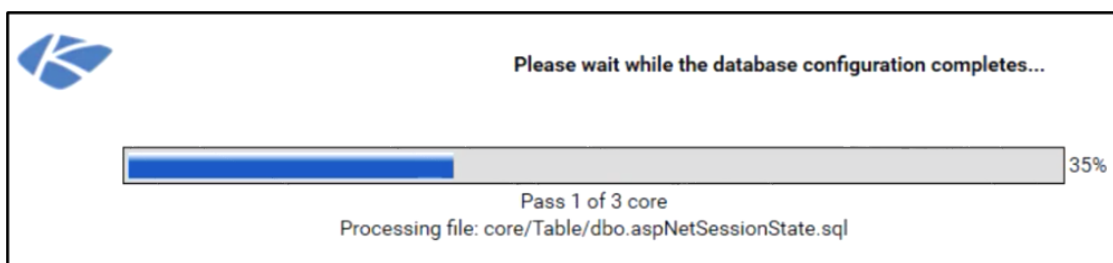 Please wait while the database configuration completes...
35%
Pass 1 of 3 core
Processing file: core/Table/dbo.aspNetSessionState.sql